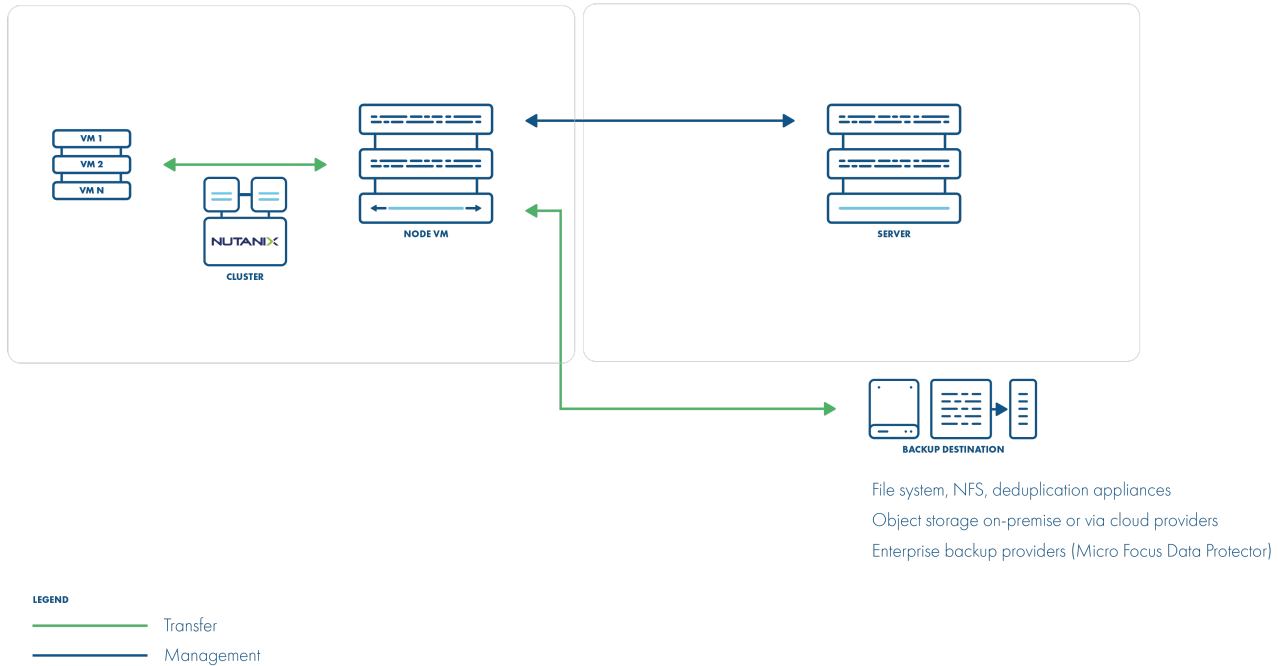 VM 1
VM 2
VM N
NUTANIX
CLUSTER
NODE VM
SERVER
BACKUP DESTINATION
File system, NFS, deduplication appliances
Object storage on-premise or via cloud providers
Enterprise backup providers (Micro Focus Data Protector)
LEGEND
Transfer
Management